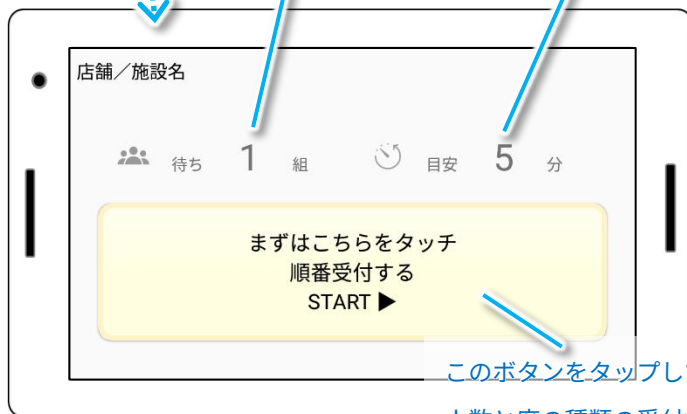 店舗／施設名
待ち 1 組 目安 5 分
まずはこちらをタッチ
順番受付する
START ▶
このボタンをタップし